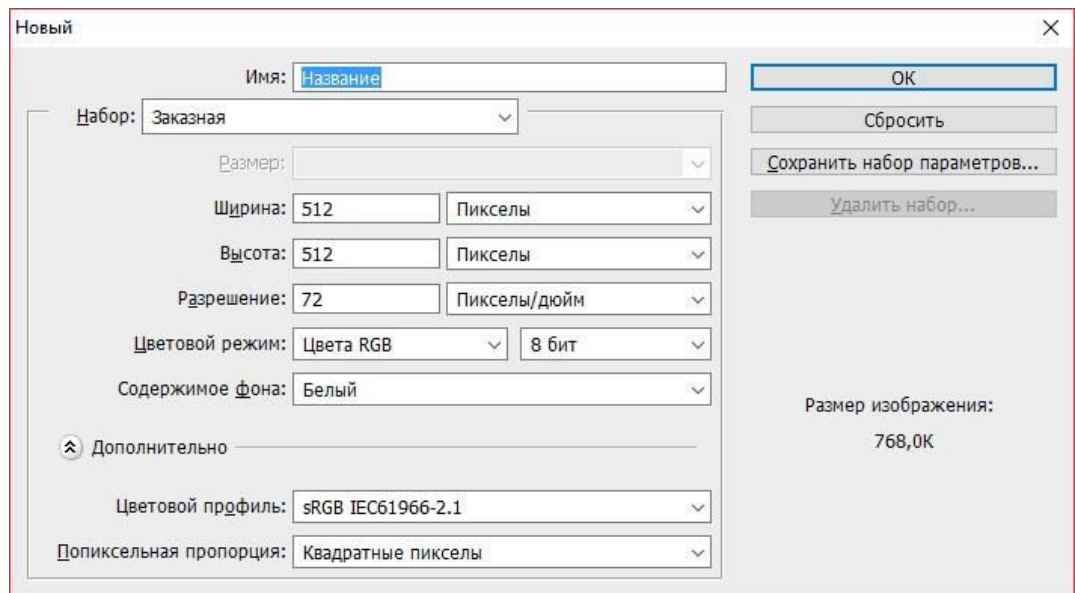 Новый
Имя: Название
OK
Набор: Заказная
Сбросить
Размер:
Сохранить набор параметров...
Ширина: 512 Пикселы
Удалить набор...
Высота: 512 Пикселы
Разрешение: 72 Пикселы/дюйм
Цветовой режим: Цвета RGB 8 бит
Содержимое фона: Белый
Размер изображения:
768,0K
Дополнительно
Цветовой профиль: sRGB IEC61966-2.1
Попиксельная пропорция: Квадратные пикселы